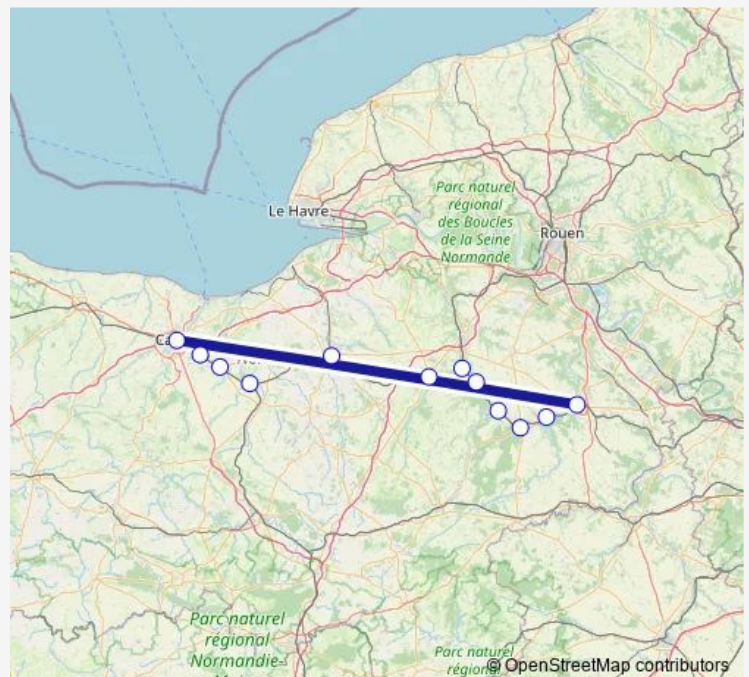 Parc naturel
régional
des Boucles
de la Seine
Normande
Le Havre
Rouen
Ca
Parc naturel
régional
Normandie-
Parc naturel
© OpenStreetMap contributors